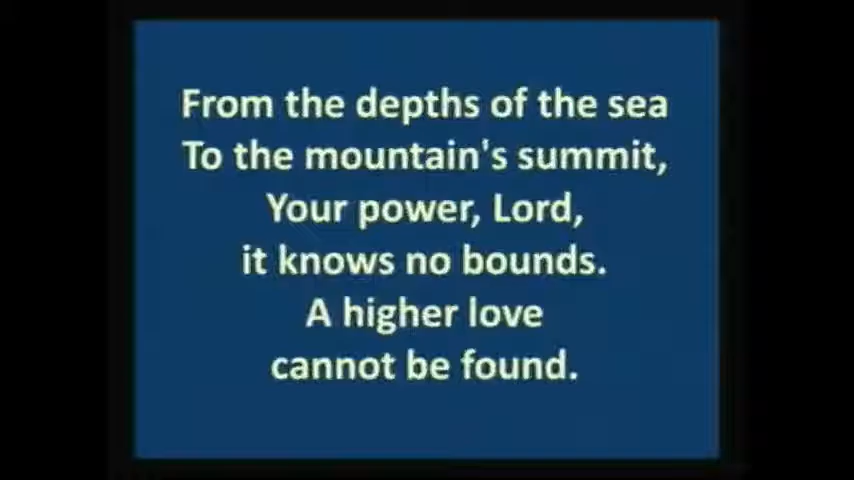 From the depths of the sea
To the mountain's summit,
Your power, Lord,
it knows no bounds.
A higher love
cannot be found.